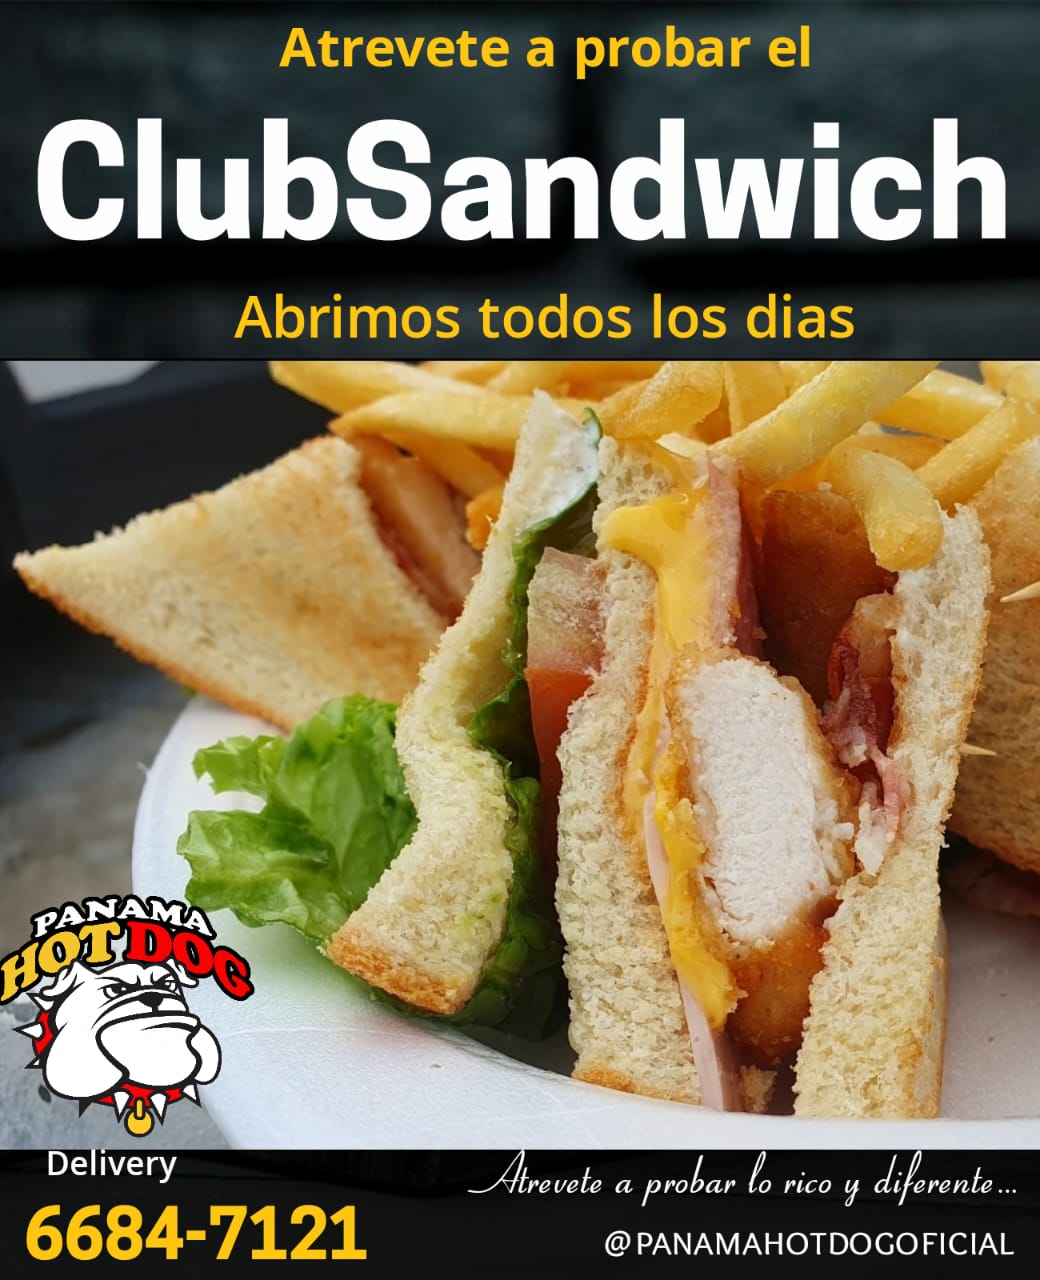 Atrevete a probar el
ClubSandwich
Abrimos todos los dias
PANAMA
HOT DOG
Delivery
6684-7121
Atrevete a probar lo rico y diferente...
@PANAMAHOTDOGOFICIAL